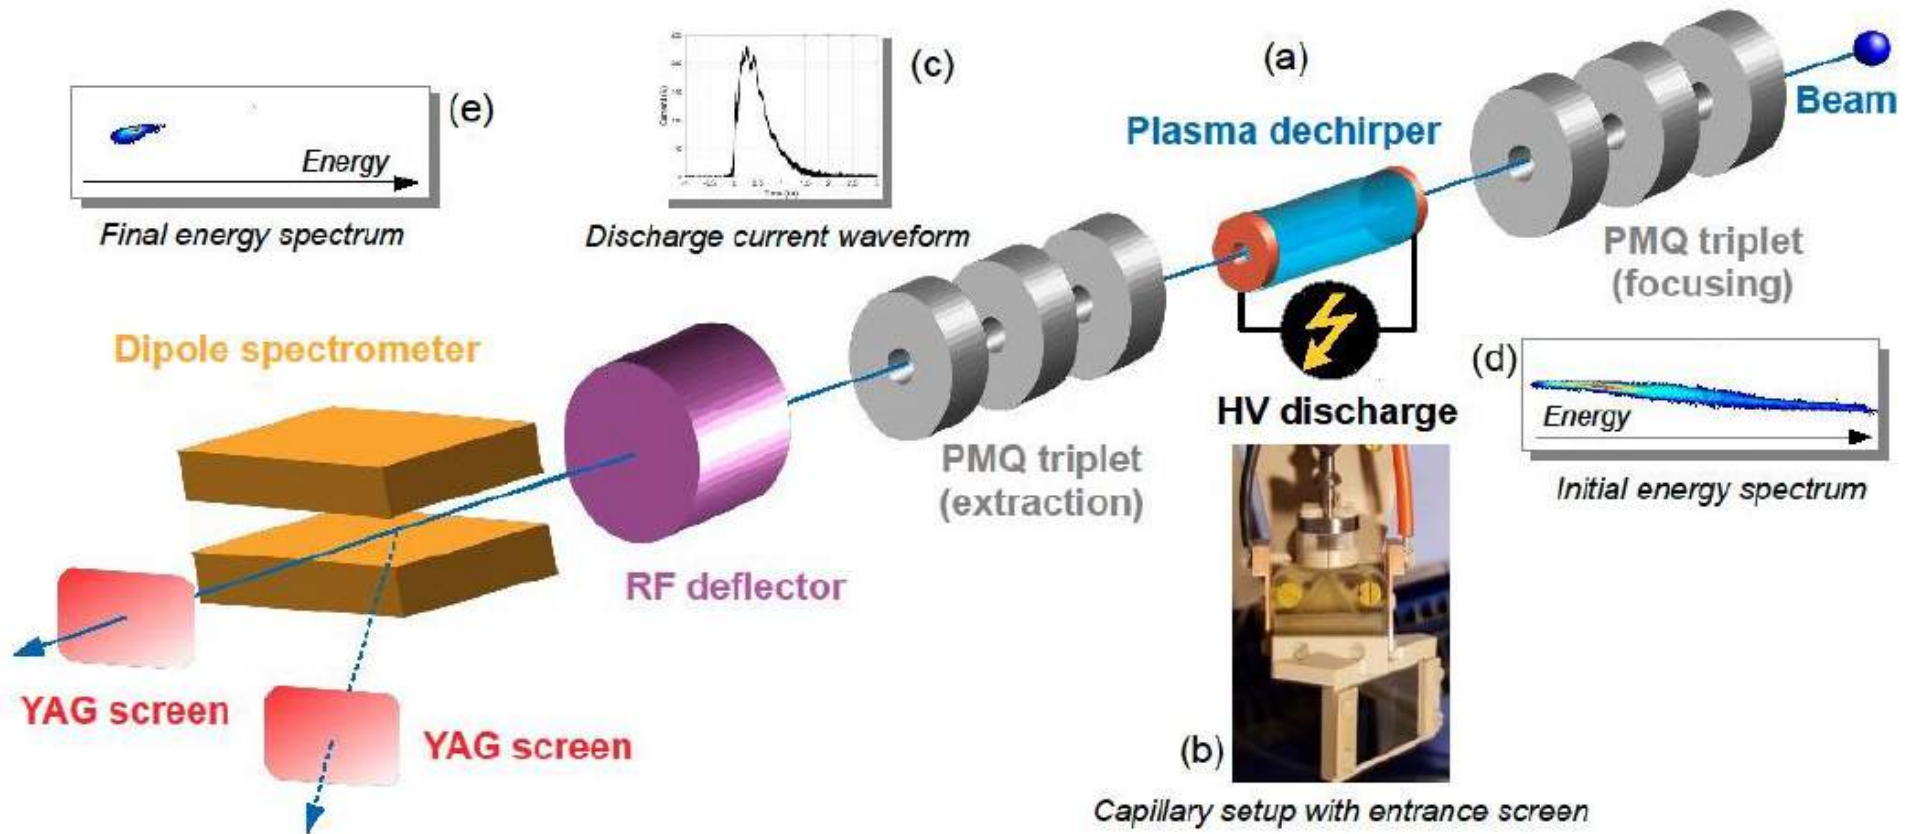 (a)
Beam
Plasma dechirper
(c)
(e)
Energy
Final energy spectrum
Discharge current waveform
PMQ triplet
(focusing)
Dipole spectrometer
(d)
Energy
Initial energy spectrum
HV discharge
PMQ triplet
(extraction)
RF deflector
YAG screen
YAG screen
(b)
Capillary setup with entrance screen